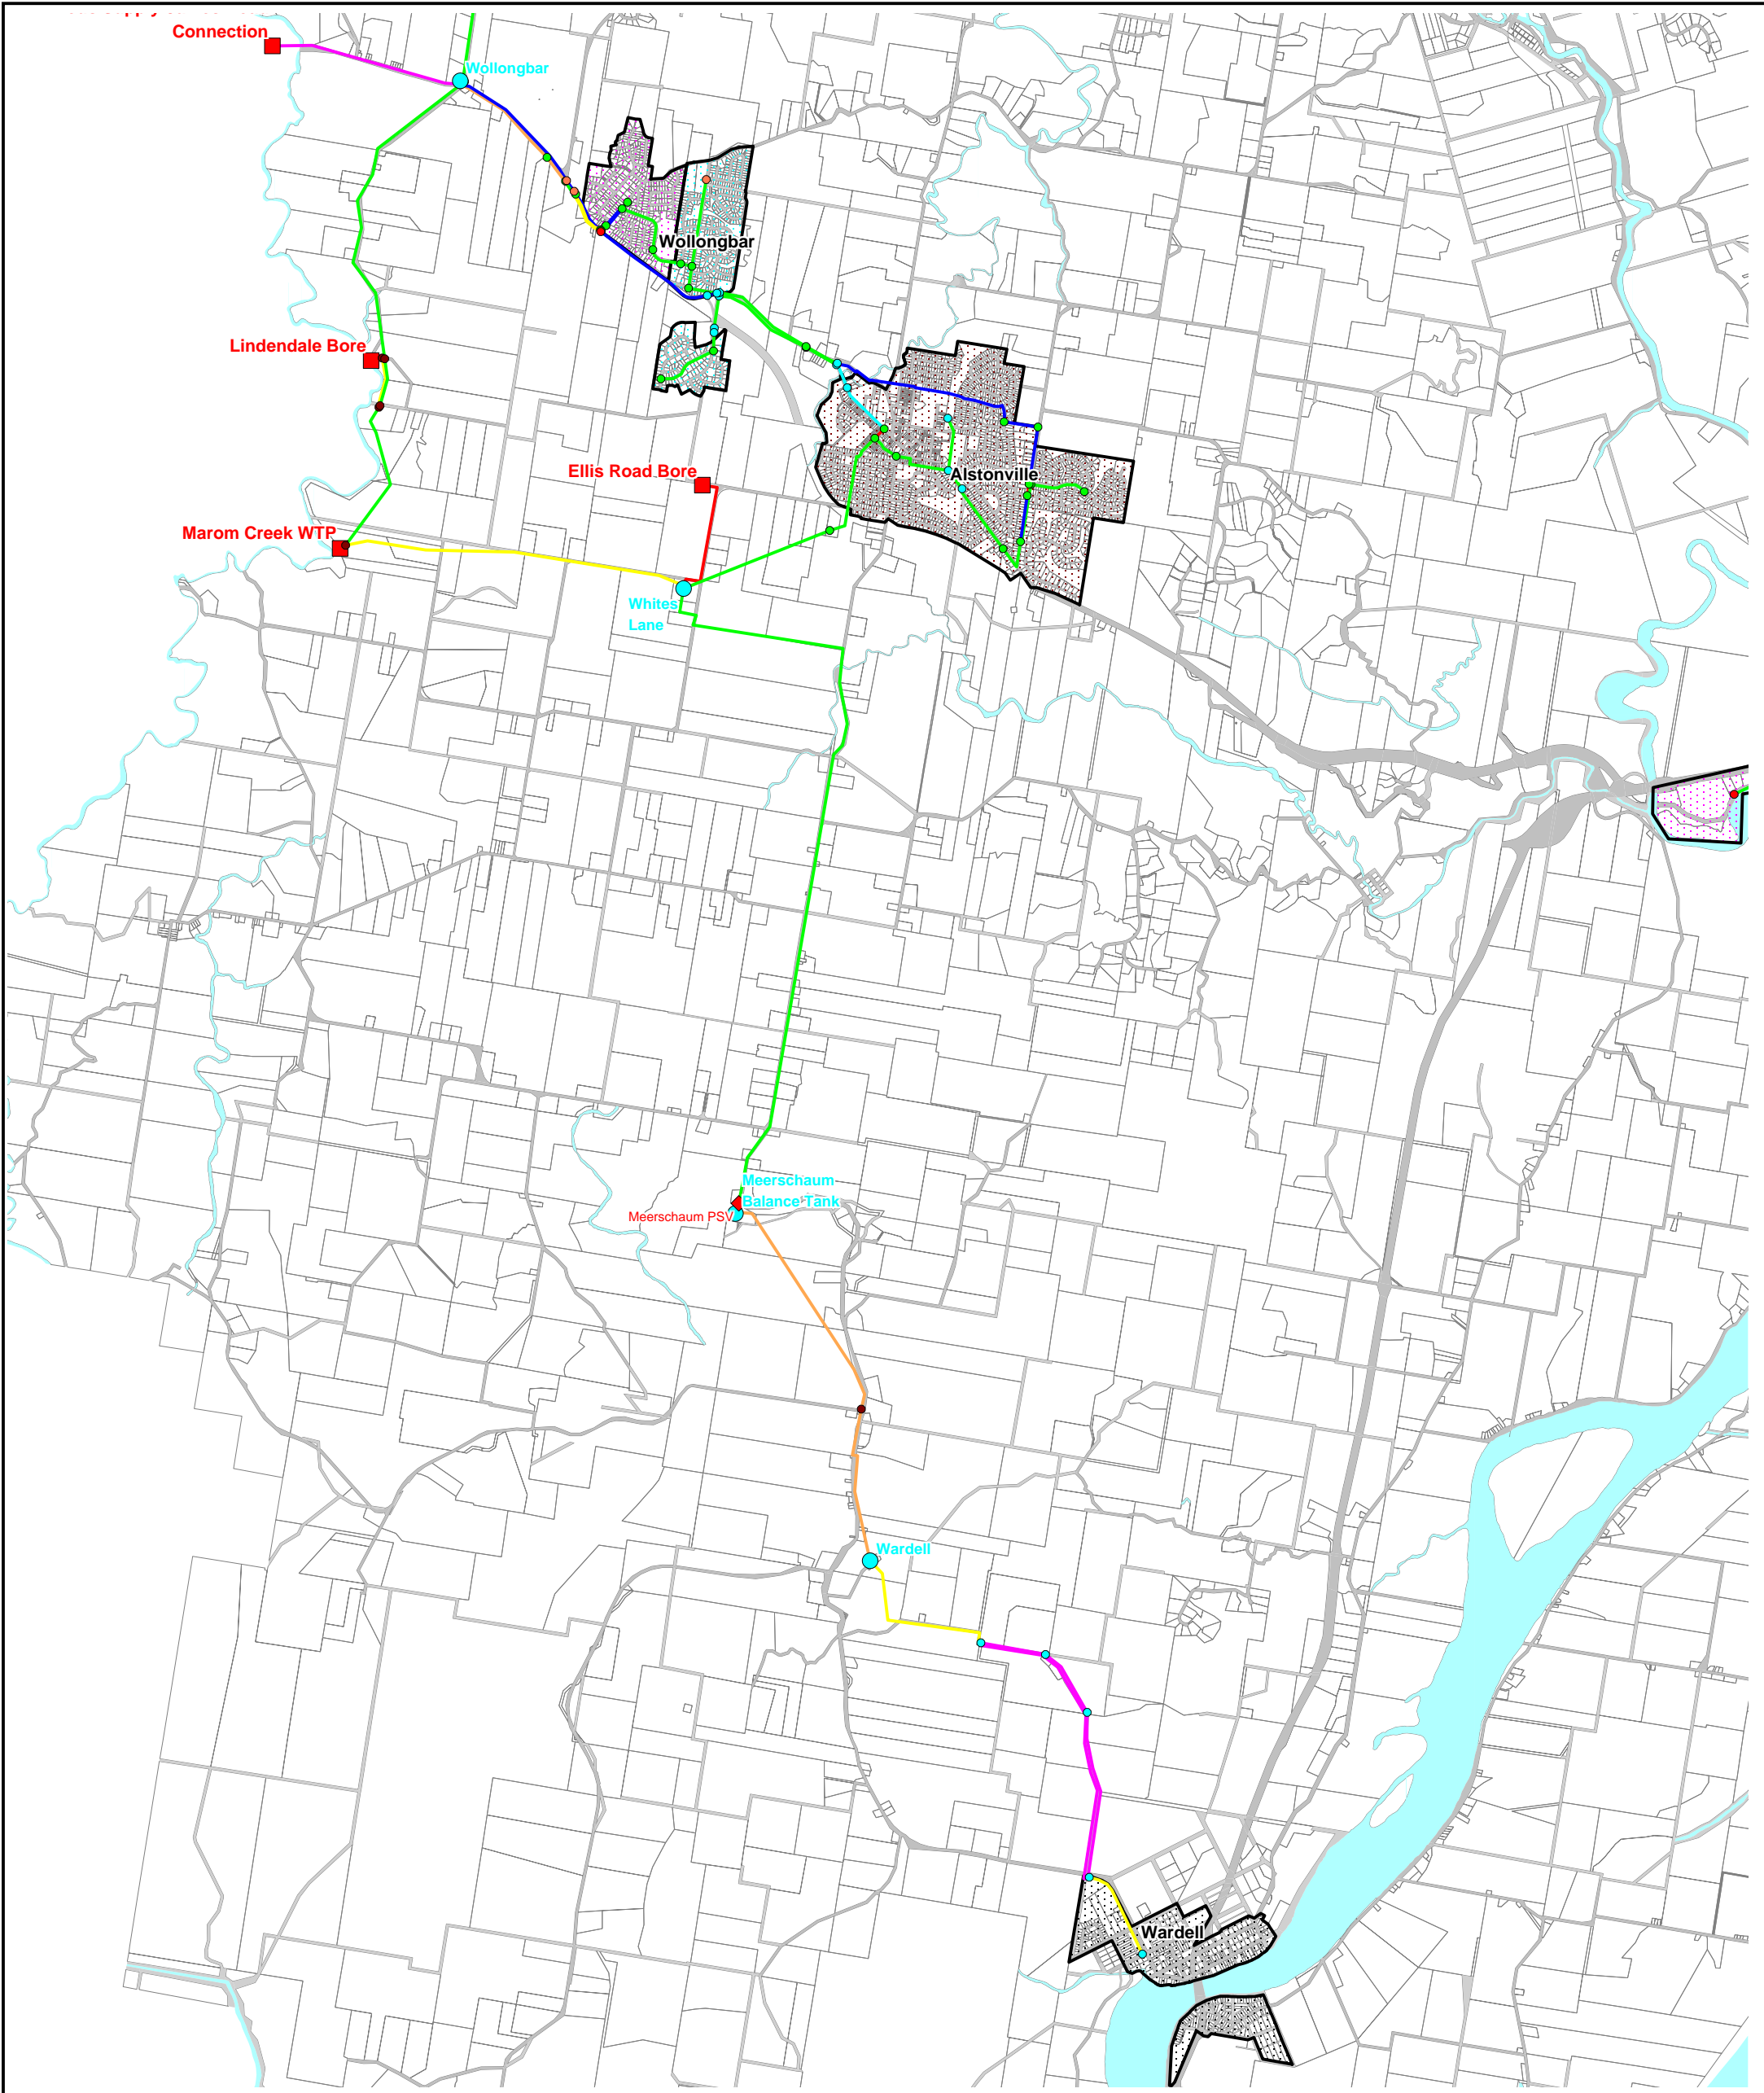 Connection
Wollongbar
Wollongbar
Lindendale Bore
Ellis Road Bore
Alstonville
Marom Creek WTP
Whites
Lane
Meerschaum
Balance Tank
Meerschaum PSV
Wardell
Wardell